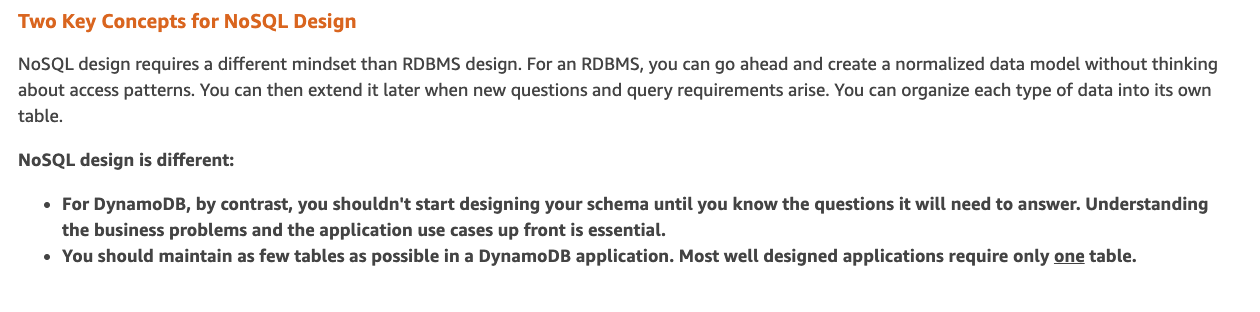 Two Key Concepts for NoSQL Design
NoSQL design requires a different mindset than RDBMS design. For an RDBMS, you can go ahead and create a normalized data model without thinking
about access patterns. You can then extend it later when new questions and query requirements arise. You can organize each type of data into its own
table.
NoSQL design is different:
• For DynamoDB, by contrast, you shouldn't start designing your schema until you know the questions it will need to answer. Understanding
the business problems and the application use cases up front is essential.
• You should maintain as few tables as possible in a DynamoDB application. Most well designed applications require only one table.